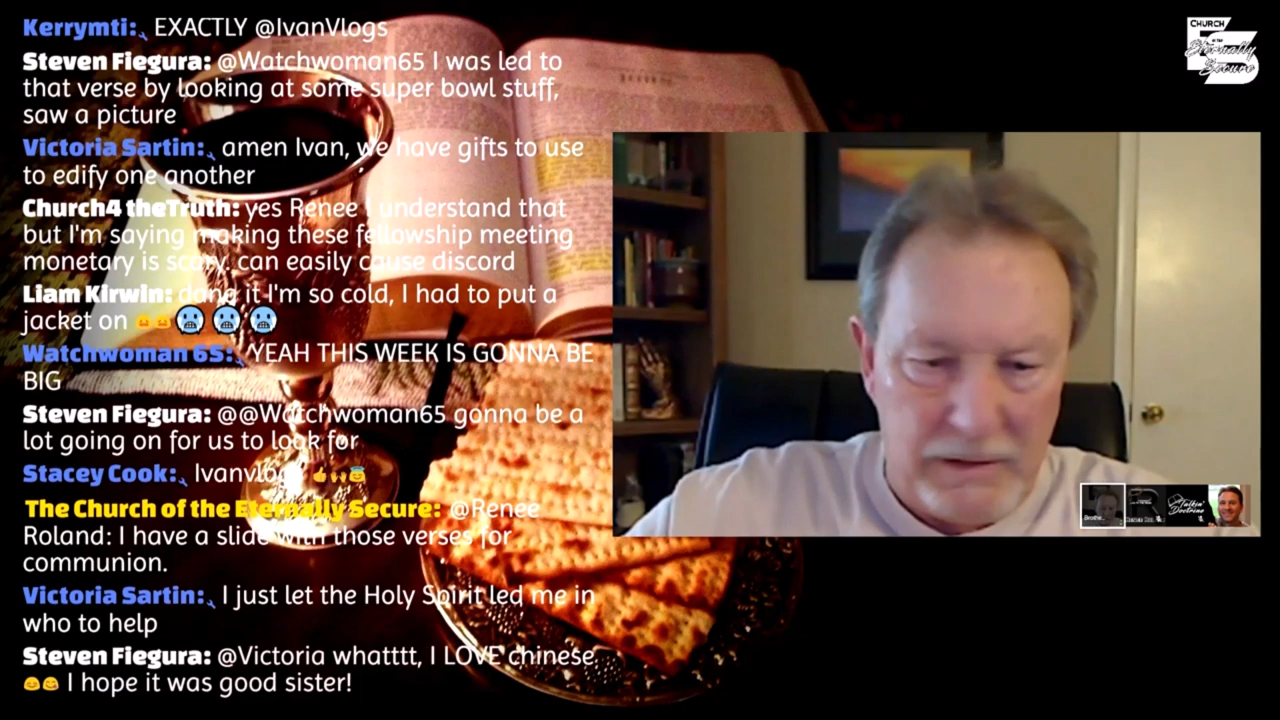 Kerrymti: EXACTLY @IvanVlogs
Steven Fiegura: @Watchwoman65 I was led to
that verse by looking at some super bowl stuff,
saw a picture
Victoria Sartin: amen Ivan, we have gifts to use
to edify one another
Church4 theTruth: yes Renee I understand that
but I'm saying making these fellowship meeting
monetary is scary. can easily cause discord
Liam Kirwin: dang it I'm so cold, I had to put a
jacket on
Watchwoman 65: YEAH THIS WEEK IS GONNA BE
BIG
Steven Fiegura: @@Watchwoman65 gonna be a
lot going on for us to look for
Stacey Cook: Ivanvlogs
The Church of the Eternally Secure: @Renee
Roland: I have a slide with those verses for
communion.
Victoria Sartin: I just let the Holy Spirit led me in
who to help
Steven Fiegura: @Victoria whatttt, I LOVE chinese
I hope it was good sister!
CHURCH
of the
Eternally
Secure
Talkin'
Doctrine